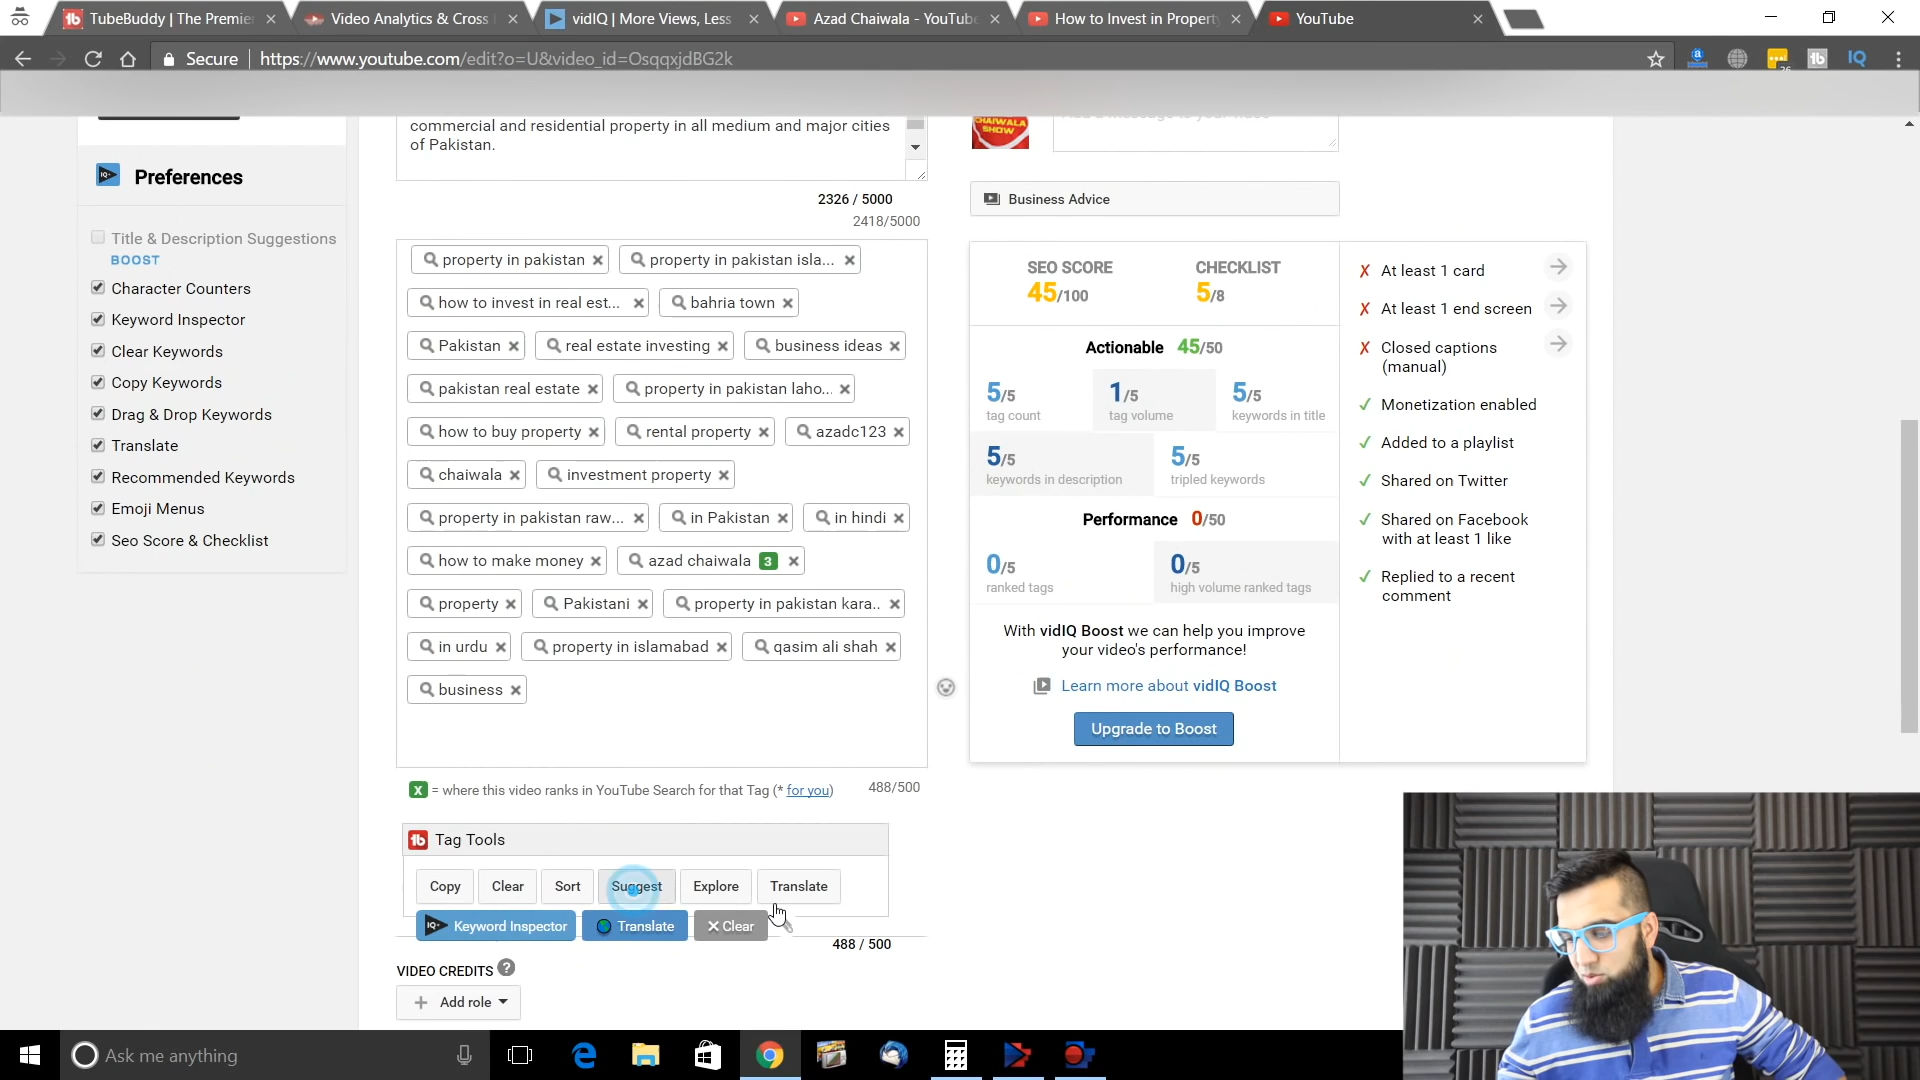 TubeBuddy | The Premie
Video Analytics & Cross
vidIQ | More Views, Less
Azad Chaiwala - YouTube
How to Invest in Property
YouTube
Secure
https://www.youtube.com/edit?o=U&video_id=OsqqxjdBG2k
Preferences
Title & Description Suggestions
BOOST
Character Counters
Keyword Inspector
Clear Keywords
Copy Keywords
Drag & Drop Keywords
Translate
Recommended Keywords
Emoji Menus
Seo Score & Checklist
commercial and residential property in all medium and major cities
of Pakistan.
2326 / 5000
2418/5000
property in pakistan
property in pakistan isla...
how to invest in real est...
bahria town
Pakistan
real estate investing
business ideas
pakistan real estate
property in pakistan laho...
how to buy property
rental property
azadc123
chaiwala
investment property
property in pakistan raw...
in Pakistan
in hindi
how to make money
azad chaiwala 3
property
Pakistani
property in pakistan kara..
in urdu
property in islamabad
qasim ali shah
business
X = where this video ranks in YouTube Search for that Tag (* for you)
488/500
Tag Tools
Copy
Clear
Sort
Suggest
Explore
Translate
Keyword Inspector
Translate
Clear
488 / 500
VIDEO CREDITS ?
+ Add role
CHAIWALA
SHOW
Business Advice
SEO SCORE
45/100
CHECKLIST
5/8
Actionable 45/50
5/5
tag count
1/5
tag volume
5/5
keywords in title
5/5
keywords in description
5/5
tripled keywords
Performance 0/50
0/5
ranked tags
0/5
high volume ranked tags
With vidIQ Boost we can help you improve
your video's performance!
Learn more about vidIQ Boost
Upgrade to Boost
At least 1 card
At least 1 end screen
Closed captions
(manual)
Monetization enabled
Added to a playlist
Shared on Twitter
Shared on Facebook
with at least 1 like
Replied to a recent
comment
Ask me anything